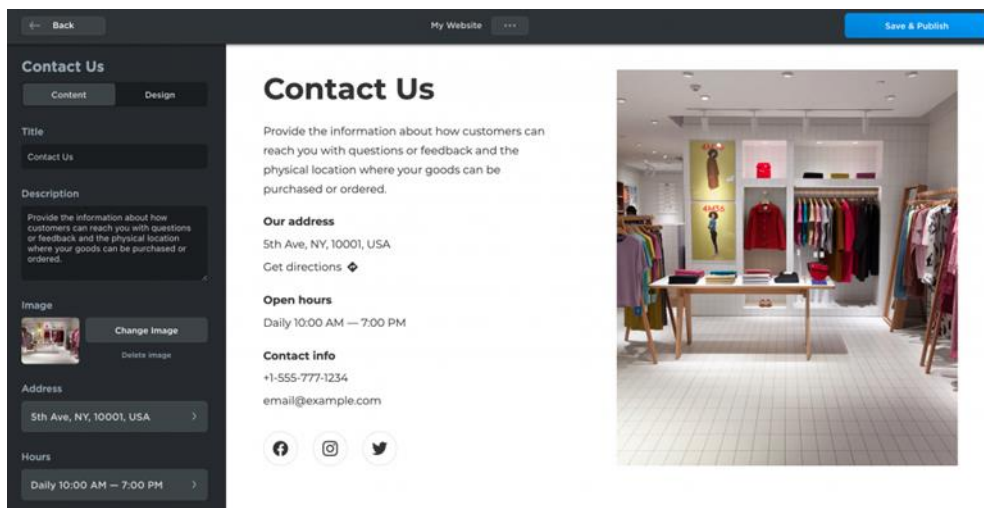 Back
My Website
Save & Publish
Contact Us
Content
Design
Title
Contact Us
Description
Provide the information about how
customers can reach you with questions
or feedback and the physical location
where your goods can be purchased or
ordered.
Image
Change Image
Delete image
Address
5th Ave, NY, 10001, USA
Hours
Daily 10:00 AM — 7:00 PM
Contact Us
Provide the information about how customers can
reach you with questions or feedback and the
physical location where your goods can be
purchased or ordered.
Our address
5th Ave, NY, 10001, USA
Get directions
Open hours
Daily 10:00 AM — 7:00 PM
Contact info
+1-555-777-1234
email@example.com